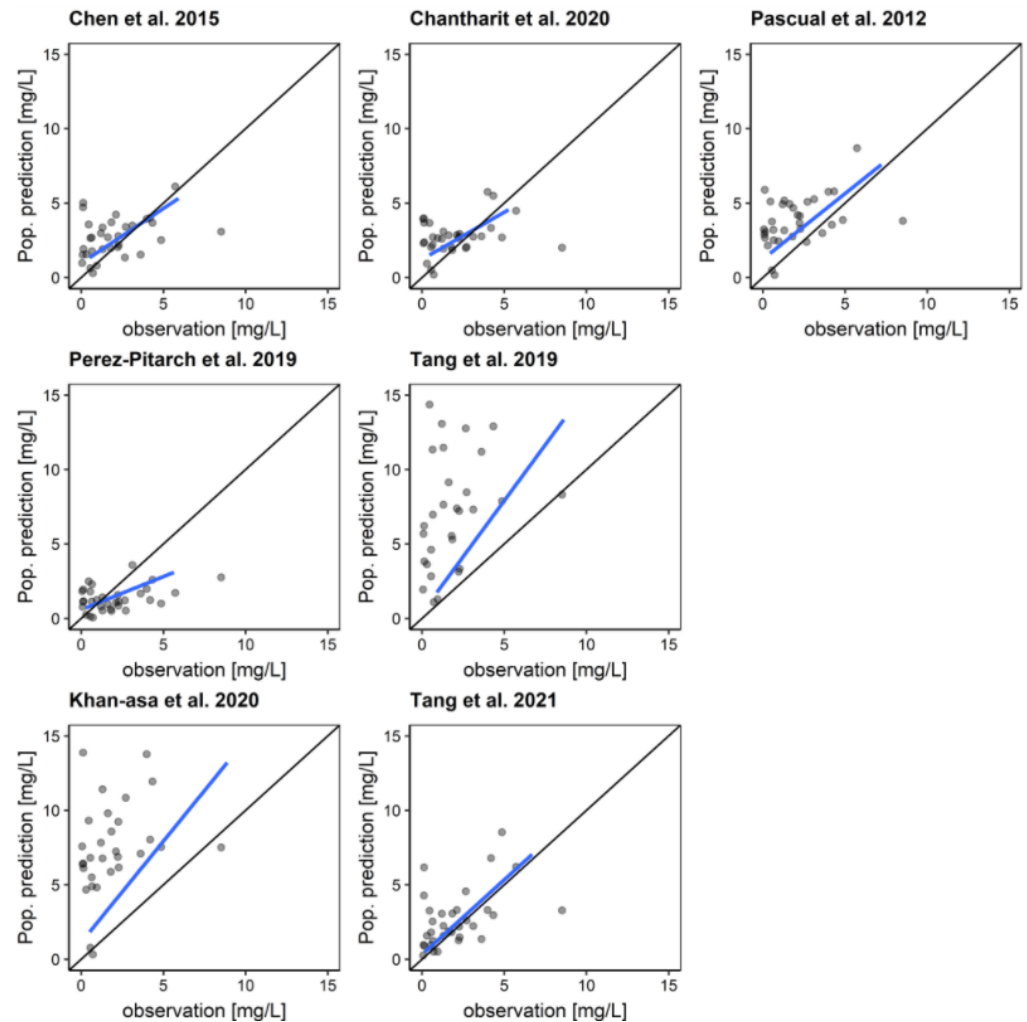 Chen et al. 2015
Chantharit et al. 2020
Pascual et al. 2012
Pop. prediction [mg/L]
15
10
5
0
0
5
10
15
observation [mg/L]
Pop. prediction [mg/L]
15
10
5
0
0
5
10
15
observation [mg/L]
Pop. prediction [mg/L]
15
10
5
0
0
5
10
15
observation [mg/L]
Perez-Pitarch et al. 2019
Tang et al. 2019
Pop. prediction [mg/L]
15
10
5
0
0
5
10
15
observation [mg/L]
Pop. prediction [mg/L]
15
10
5
0
0
5
10
15
observation [mg/L]
Khan-asa et al. 2020
Tang et al. 2021
Pop. prediction [mg/L]
15
10
5
0
0
5
10
15
observation [mg/L]
Pop. prediction [mg/L]
15
10
5
0
0
5
10
15
observation [mg/L]